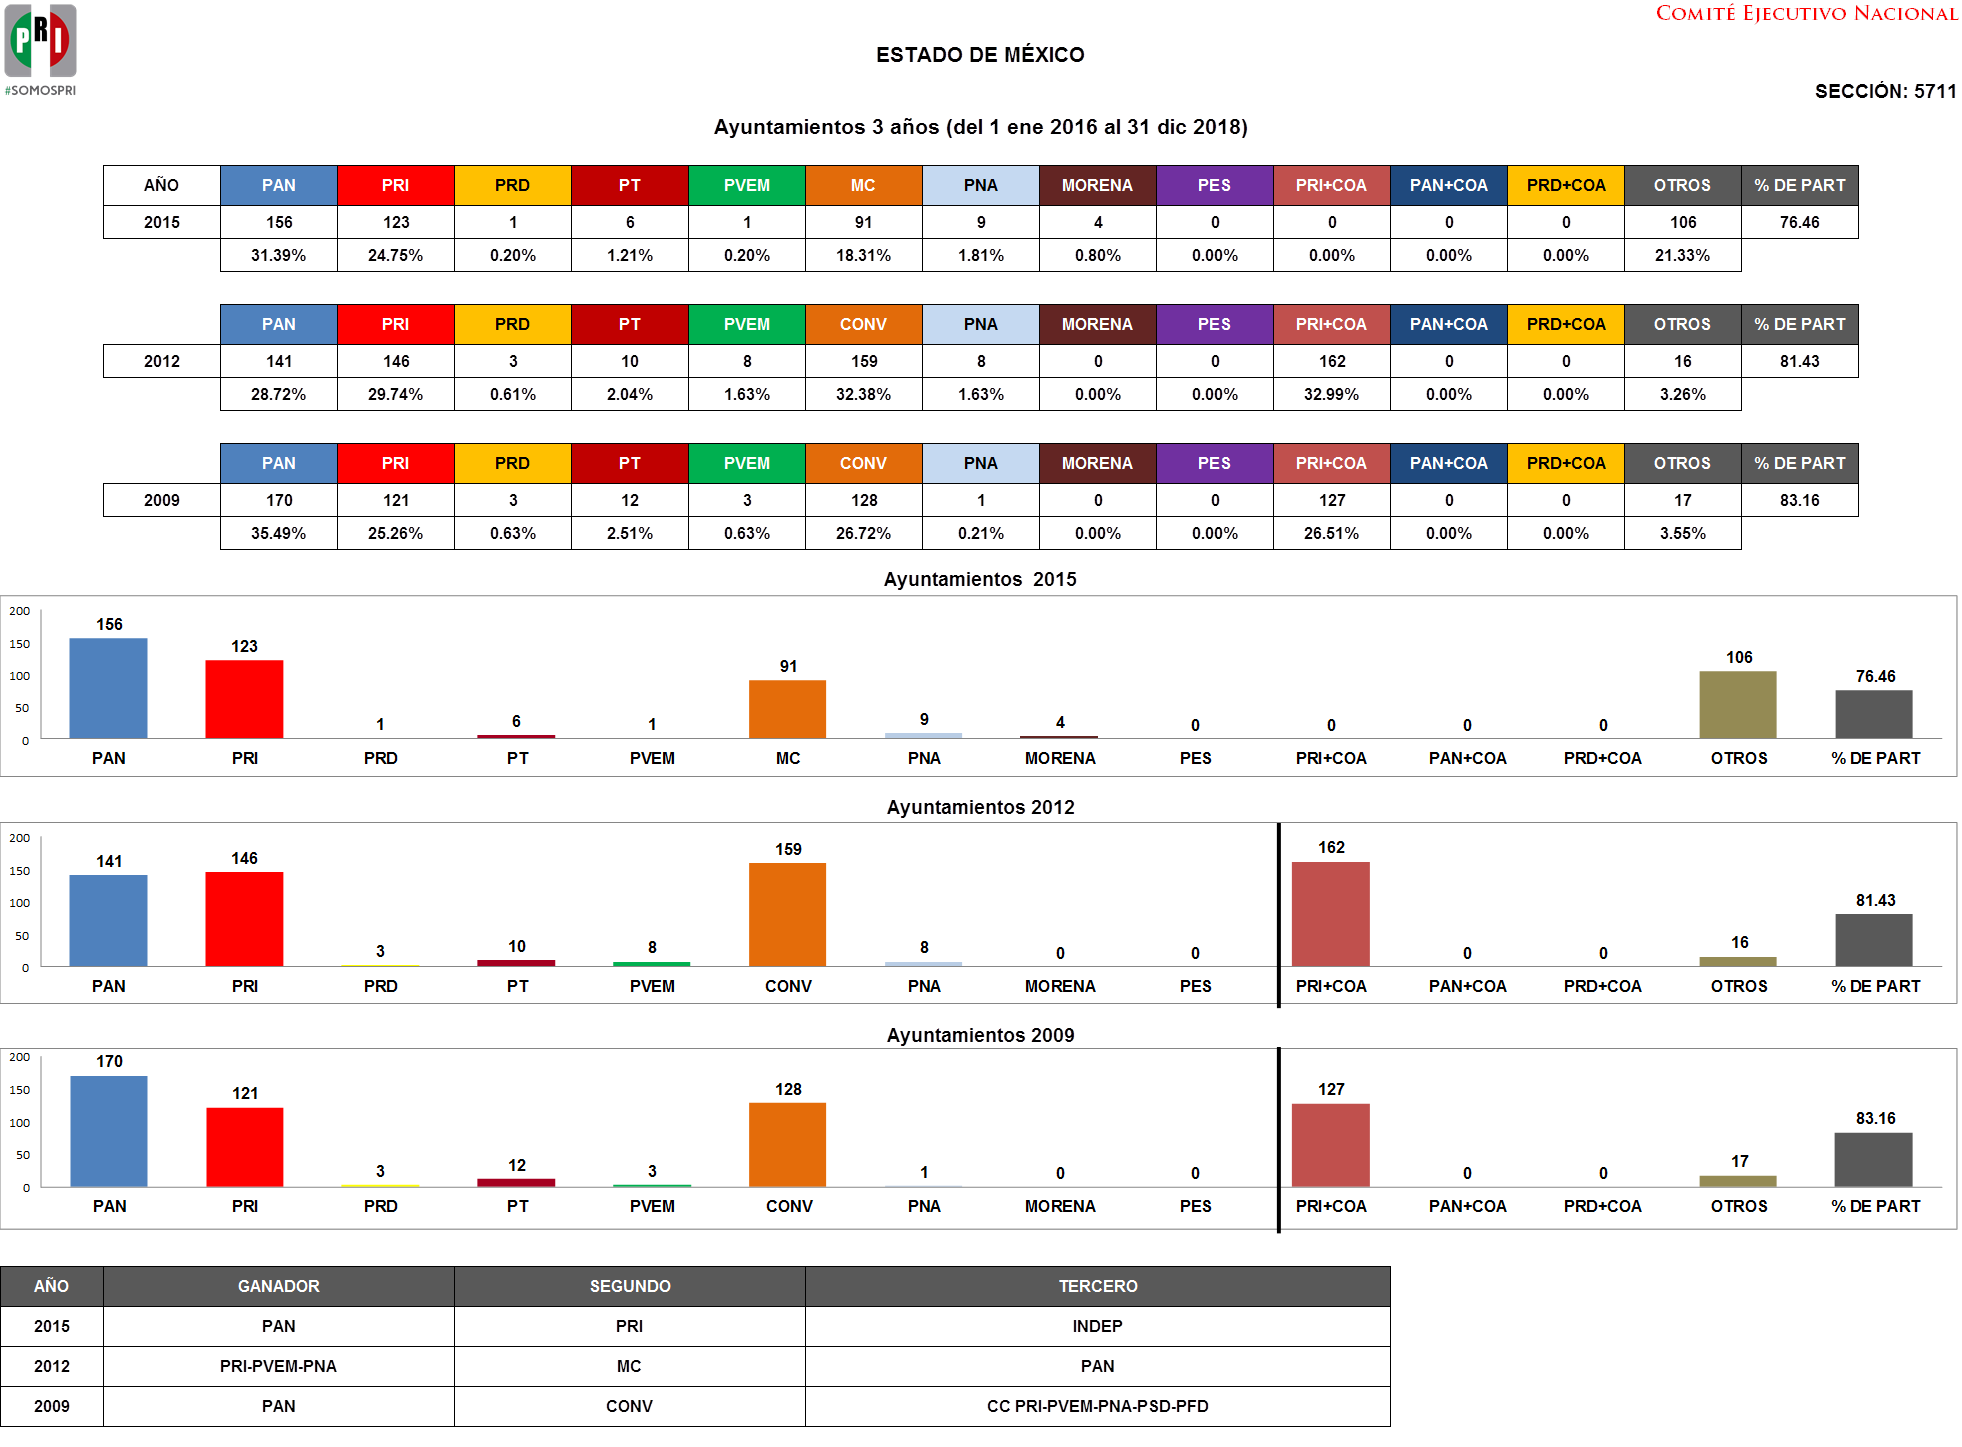 PRI
#SOMOSPRI
COMITÉ EJECUTIVO NACIONAL
ESTADO DE MÉXICO
SECCIÓN: 5711
Ayuntamientos 3 años (del 1 ene 2016 al 31 dic 2018)
AÑO PAN PRI PRD PT PVEM MC PNA MORENA PES PRI+COA PAN+COA PRD+COA OTROS % DE PART
2015 156 123 1 6 1 91 9 4 0 0 0 0 106 76.46
31.39% 24.75% 0.20% 1.21% 0.20% 18.31% 1.81% 0.80% 0.00% 0.00% 0.00% 0.00% 21.33%
PAN PRI PRD PT PVEM CONV PNA MORENA PES PRI+COA PAN+COA PRD+COA OTROS % DE PART
2012 141 146 3 10 8 159 8 0 0 162 0 0 16 81.43
28.72% 29.74% 0.61% 2.04% 1.63% 32.38% 1.63% 0.00% 0.00% 32.99% 0.00% 0.00% 3.26%
PAN PRI PRD PT PVEM CONV PNA MORENA PES PRI+COA PAN+COA PRD+COA OTROS % DE PART
2009 170 121 3 12 3 128 1 0 0 127 0 0 17 83.16
35.49% 25.26% 0.63% 2.51% 0.63% 26.72% 0.21% 0.00% 0.00% 26.51% 0.00% 0.00% 3.55%
Ayuntamientos 2015
200
150
100
50
0
156 123 1 6 1 91 9 4 0 0 0 0 106 76.46
PAN PRI PRD PT PVEM MC PNA MORENA PES PRI+COA PAN+COA PRD+COA OTROS % DE PART
Ayuntamientos 2012
200
150
100
50
0
141 146 3 10 8 159 8 0 0 162 0 0 16 81.43
PAN PRI PRD PT PVEM CONV PNA MORENA PES PRI+COA PAN+COA PRD+COA OTROS % DE PART
Ayuntamientos 2009
200
150
100
50
0
170 121 3 12 3 128 1 0 0 127 0 0 17 83.16
PAN PRI PRD PT PVEM CONV PNA MORENA PES PRI+COA PAN+COA PRD+COA OTROS % DE PART
AÑO GANADOR SEGUNDO TERCERO
2015 PAN PRI INDEP
2012 PRI-PVEM-PNA MC PAN
2009 PAN CONV CC PRI-PVEM-PNA-PSD-PFD